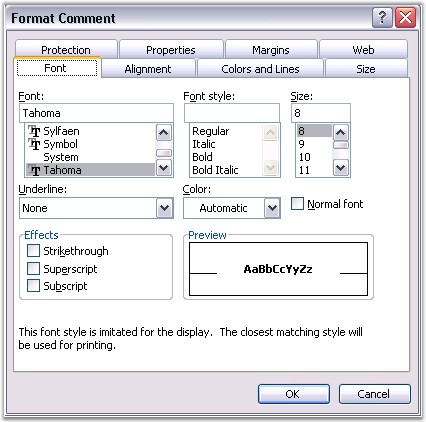 Format Comment
Protection Properties Margins Web
Font Alignment Colors and Lines Size
Font: Font style: Size:
Tahoma 8
Sylfaen Regular 8
Symbol Italic 9
System Bold 10
Tahoma Bold Italic 11
Underline: Color:
None Automatic Normal font
Effects Preview
Strikethrough
Superscript AaBbCcYyZz
Subscript
This font style is imitated for the display. The closest matching style will
be used for printing.
OK Cancel